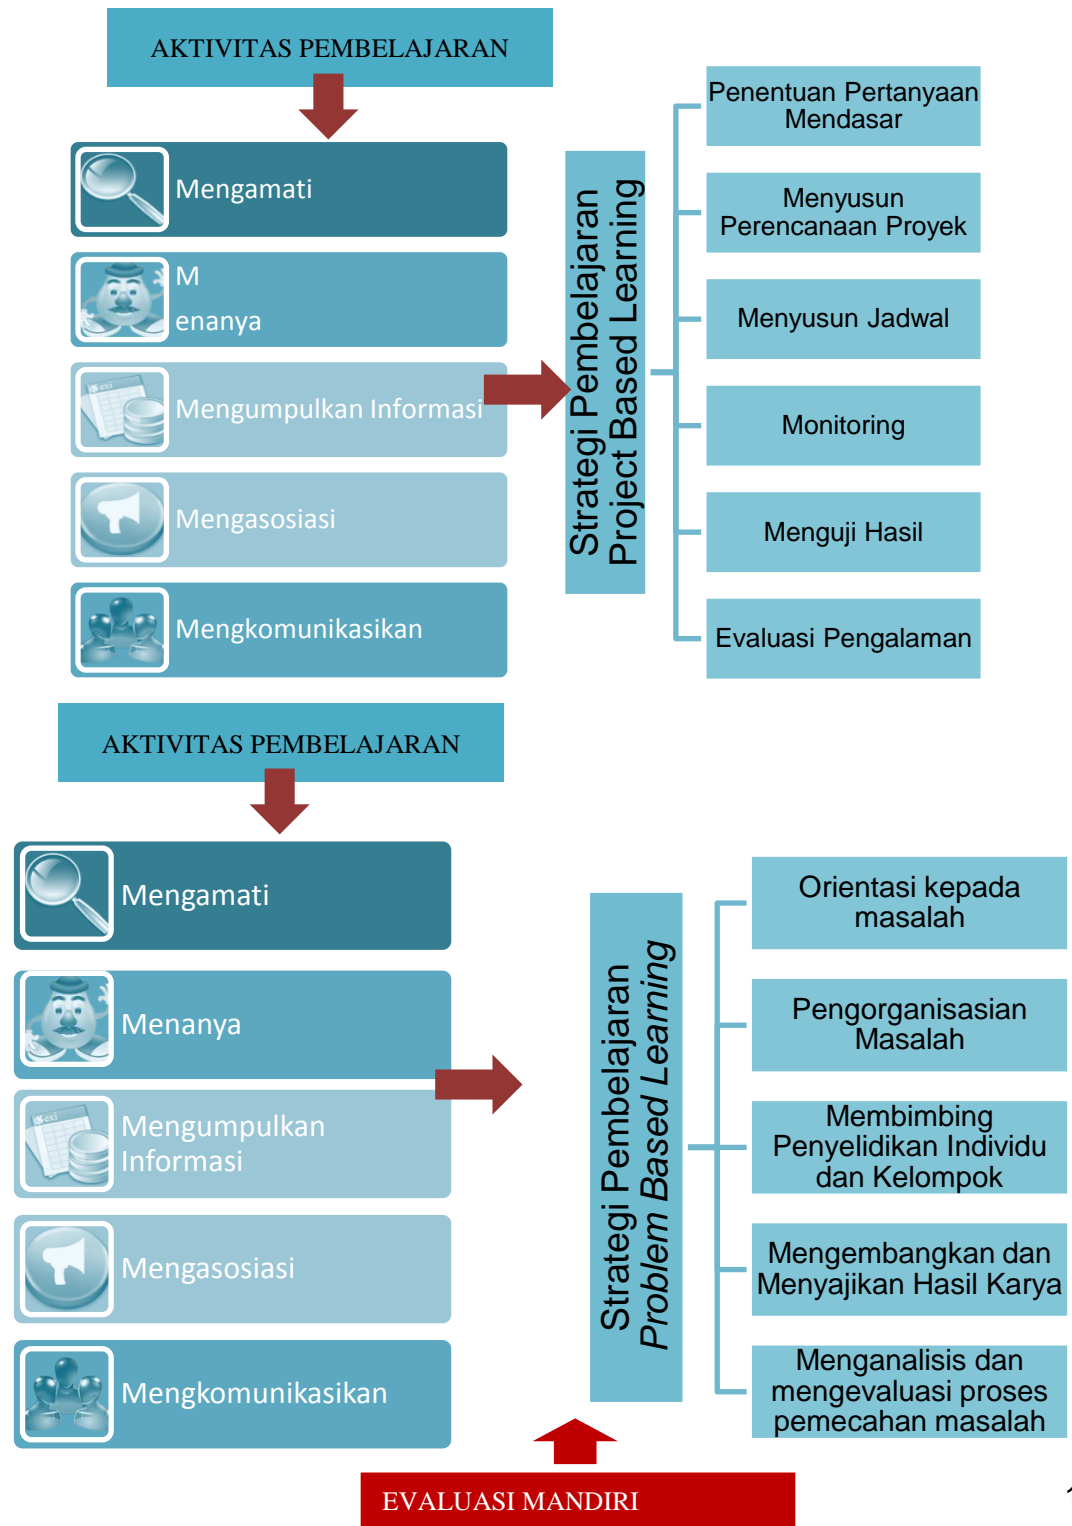 AKTIVITAS PEMBELAJARAN
Mengamati
M
enanya
Mengumpulkan Informasi
Mengasosiasi
Mengkomunikasikan
Strategi Pembelajaran
Project Based Learning
Penentuan Pertanyaan
Mendasar
Menyusun
Perencanaan Proyek
Menyusun Jadwal
Monitoring
Menguji Hasil
Evaluasi Pengalaman
AKTIVITAS PEMBELAJARAN
Mengamati
Menanya
Mengumpulkan
Informasi
Mengasosiasi
Mengkomunikasikan
Strategi Pembelajaran
Problem Based Learning
Orientasi kepada
masalah
Pengorganisasian
Masalah
Membimbing
Penyelidikan Individu
dan Kelompok
Mengembangkan dan
Menyajikan Hasil Karya
Menganalisis dan
mengevaluasi proses
pemecahan masalah
EVALUASI MANDIRI